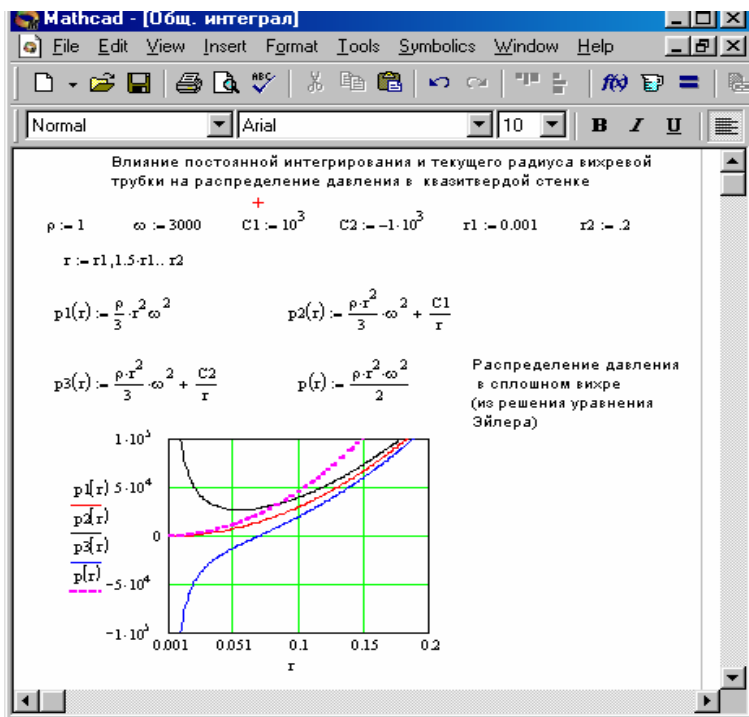 Mathcad - [Общ. интеграл]
File Edit View Insert Format Tools Symbolics Window Help
ABC f(x)
Normal Arial 10 B I U
Влияние постоянной интегрирования и текущего радиуса вихревой
трубки на распределение давления в квазитвердой стенке
ρ := 1 ω := 3000 C1 := 10^3 C2 := −1·10^3 r1 := 0.001 r2 := .2
r := r1, 1.5·r1.. r2
p1(r) := ρ/3 ·r^2 ω^2 p2(r) := ρ·r^2/3 ·ω^2 + C1/r
p3(r) := ρ·r^2/3 ·ω^2 + C2/r p(r) := ρ·r^2·ω^2/2
Распределение давления
в сплошном вихре
(из решения уравнения
Эйлера)
1·10^5
p1(r) 5·10^4
p2(r)
p3(r) 0
p(r) −5·10^4
−1·10^5
0.001 0.051 0.1 0.15 0.2
r